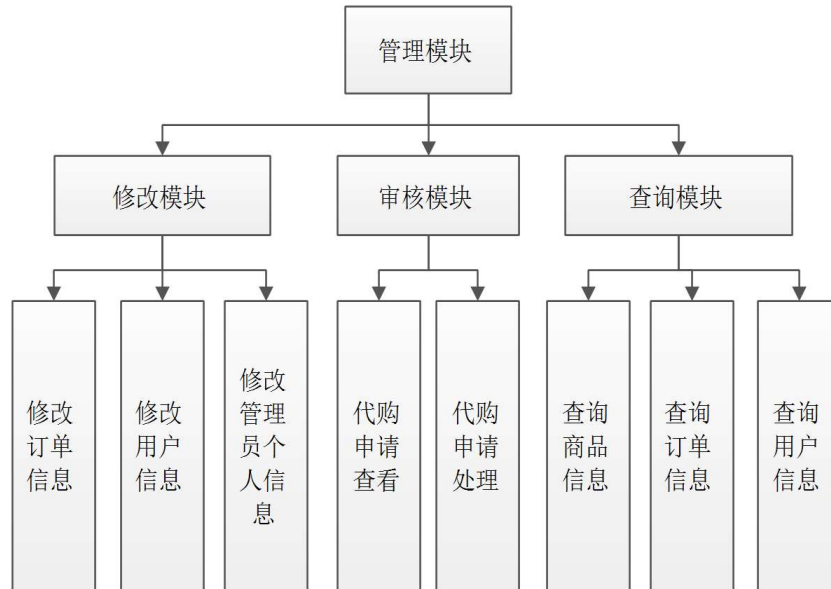 管理模块
修改模块
审核模块
查询模块
修改
订单
信息
修改
用户
信息
修改
管理
员个
人信
息
代购
申请
查看
代购
申请
处理
查询
商品
信息
查询
订单
信息
查询
用户
信息